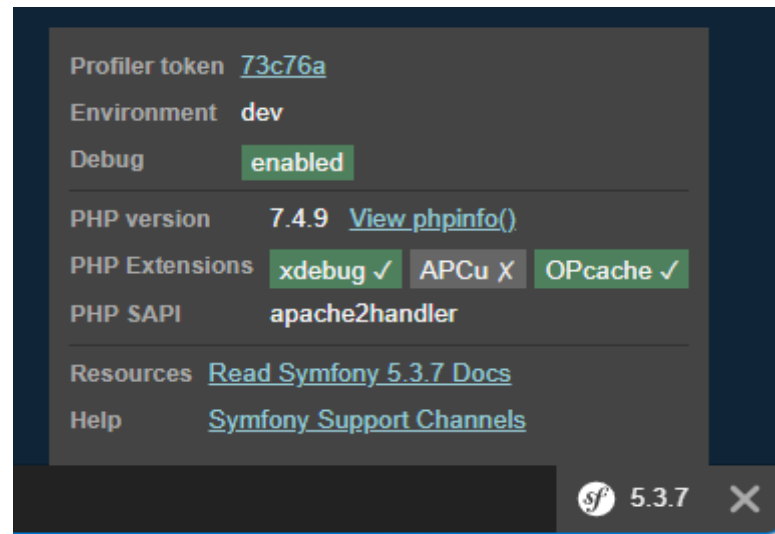 Profiler token 73c76a
Environment dev
Debug enabled
PHP version 7.4.9 View phpinfo()
PHP Extensions xdebug ✓ APCu ✗ OPcache ✓
PHP SAPI apache2handler
Resources Read Symfony 5.3.7 Docs
Help Symfony Support Channels
sf 5.3.7 ✕